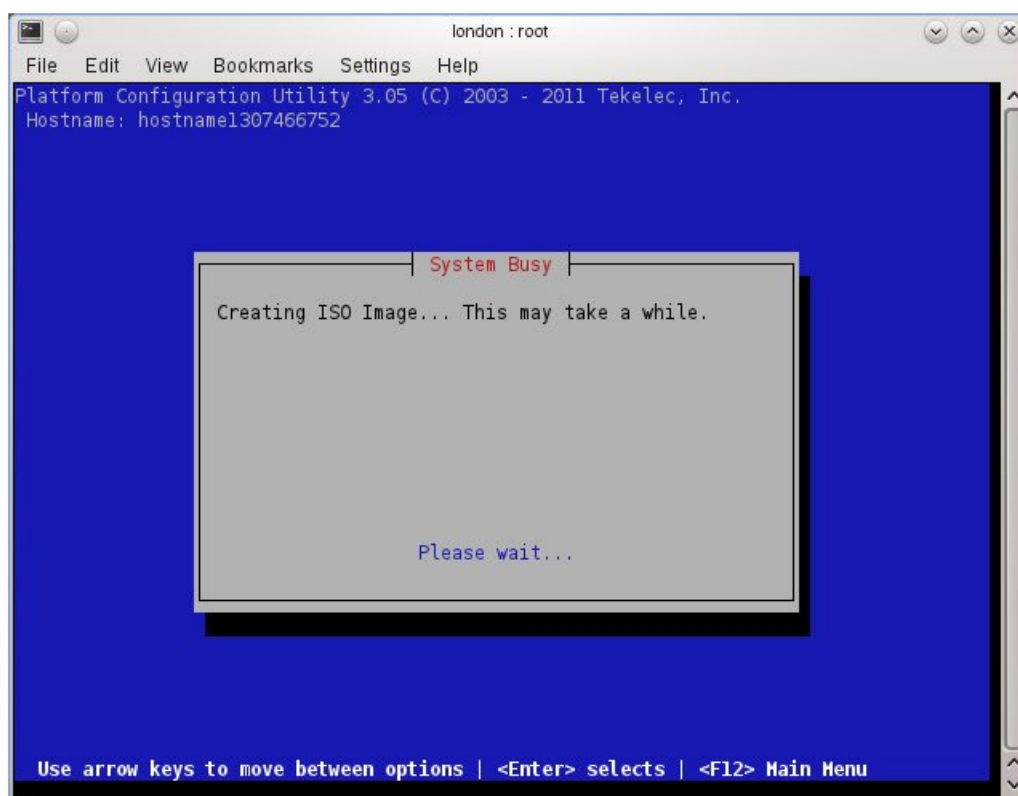 london : root
File Edit View Bookmarks Settings Help
Platform Configuration Utility 3.05 (C) 2003 - 2011 Tekelec, Inc.
Hostname: hostname1307466752
System Busy
Creating ISO Image... This may take a while.
Please wait...
Use arrow keys to move between options | <Enter> selects | <F12> Main Menu